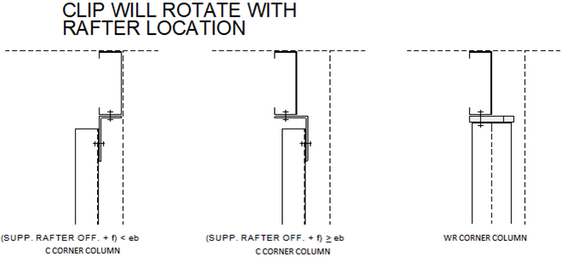 CLIP WILL ROTATE WITH
RAFTER LOCATION
(SUPP. RAFTER OFF. + f) < eb
C CORNER COLUMN
(SUPP. RAFTER OFF. + f) ≥ eb
C CORNER COLUMN
WR CORNER COLUMN